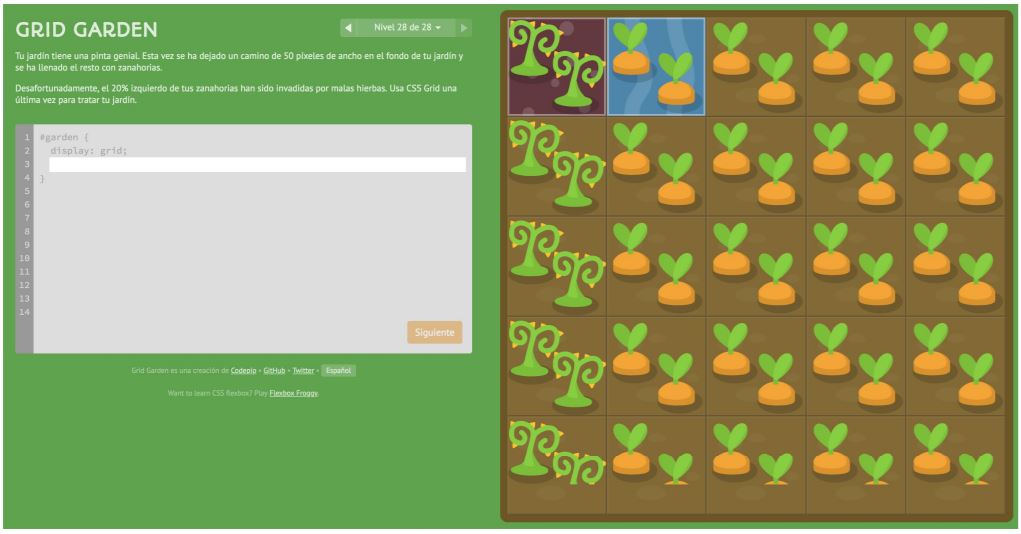 GRID GARDEN
Nivel 28 de 28
Tu jardín tiene una pinta genial. Esta vez se ha dejado un camino de 50 píxeles de ancho en el fondo de tu jardín y
se ha llenado el resto con zanahorias.
Desafortunadamente, el 20% izquierdo de tus zanahorias han sido invadidas por malas hierbas. Usa CSS Grid una
última vez para tratar tu jardín.
1 #garden {
2 display: grid;
3
4 }
5
6
7
8
9
10
11
12
13
14
Siguiente
Grid Garden es una creación de Codepip • GitHub • Twitter • Español
Want to learn CSS flexbox? Play Flexbox Froggy.